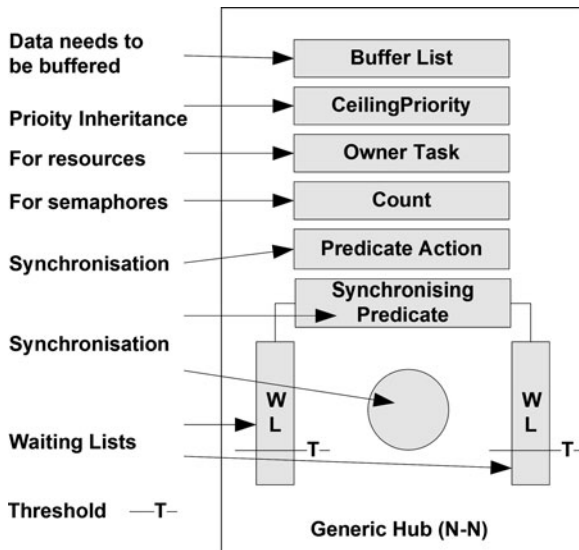 Data needs to
be buffered
Buffer List
Prioity Inheritance
CeilingPriority
For resources
Owner Task
For semaphores
Count
Synchronisation
Predicate Action
Synchronising
Predicate
Synchronisation
W
L
W
L
Waiting Lists
T
T
Threshold —T–
Generic Hub (N-N)